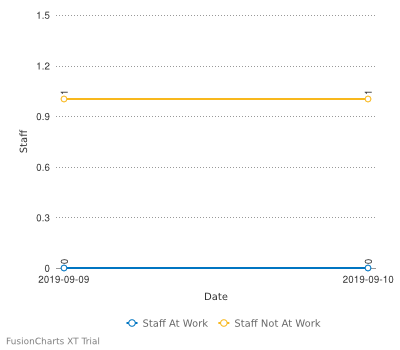 1.5
1.2
0.9
0.6
0.3
0
Staff
1
1
0
0
2019-09-09
2019-09-10
Date
Staff At Work
Staff Not At Work
FusionCharts XT Trial